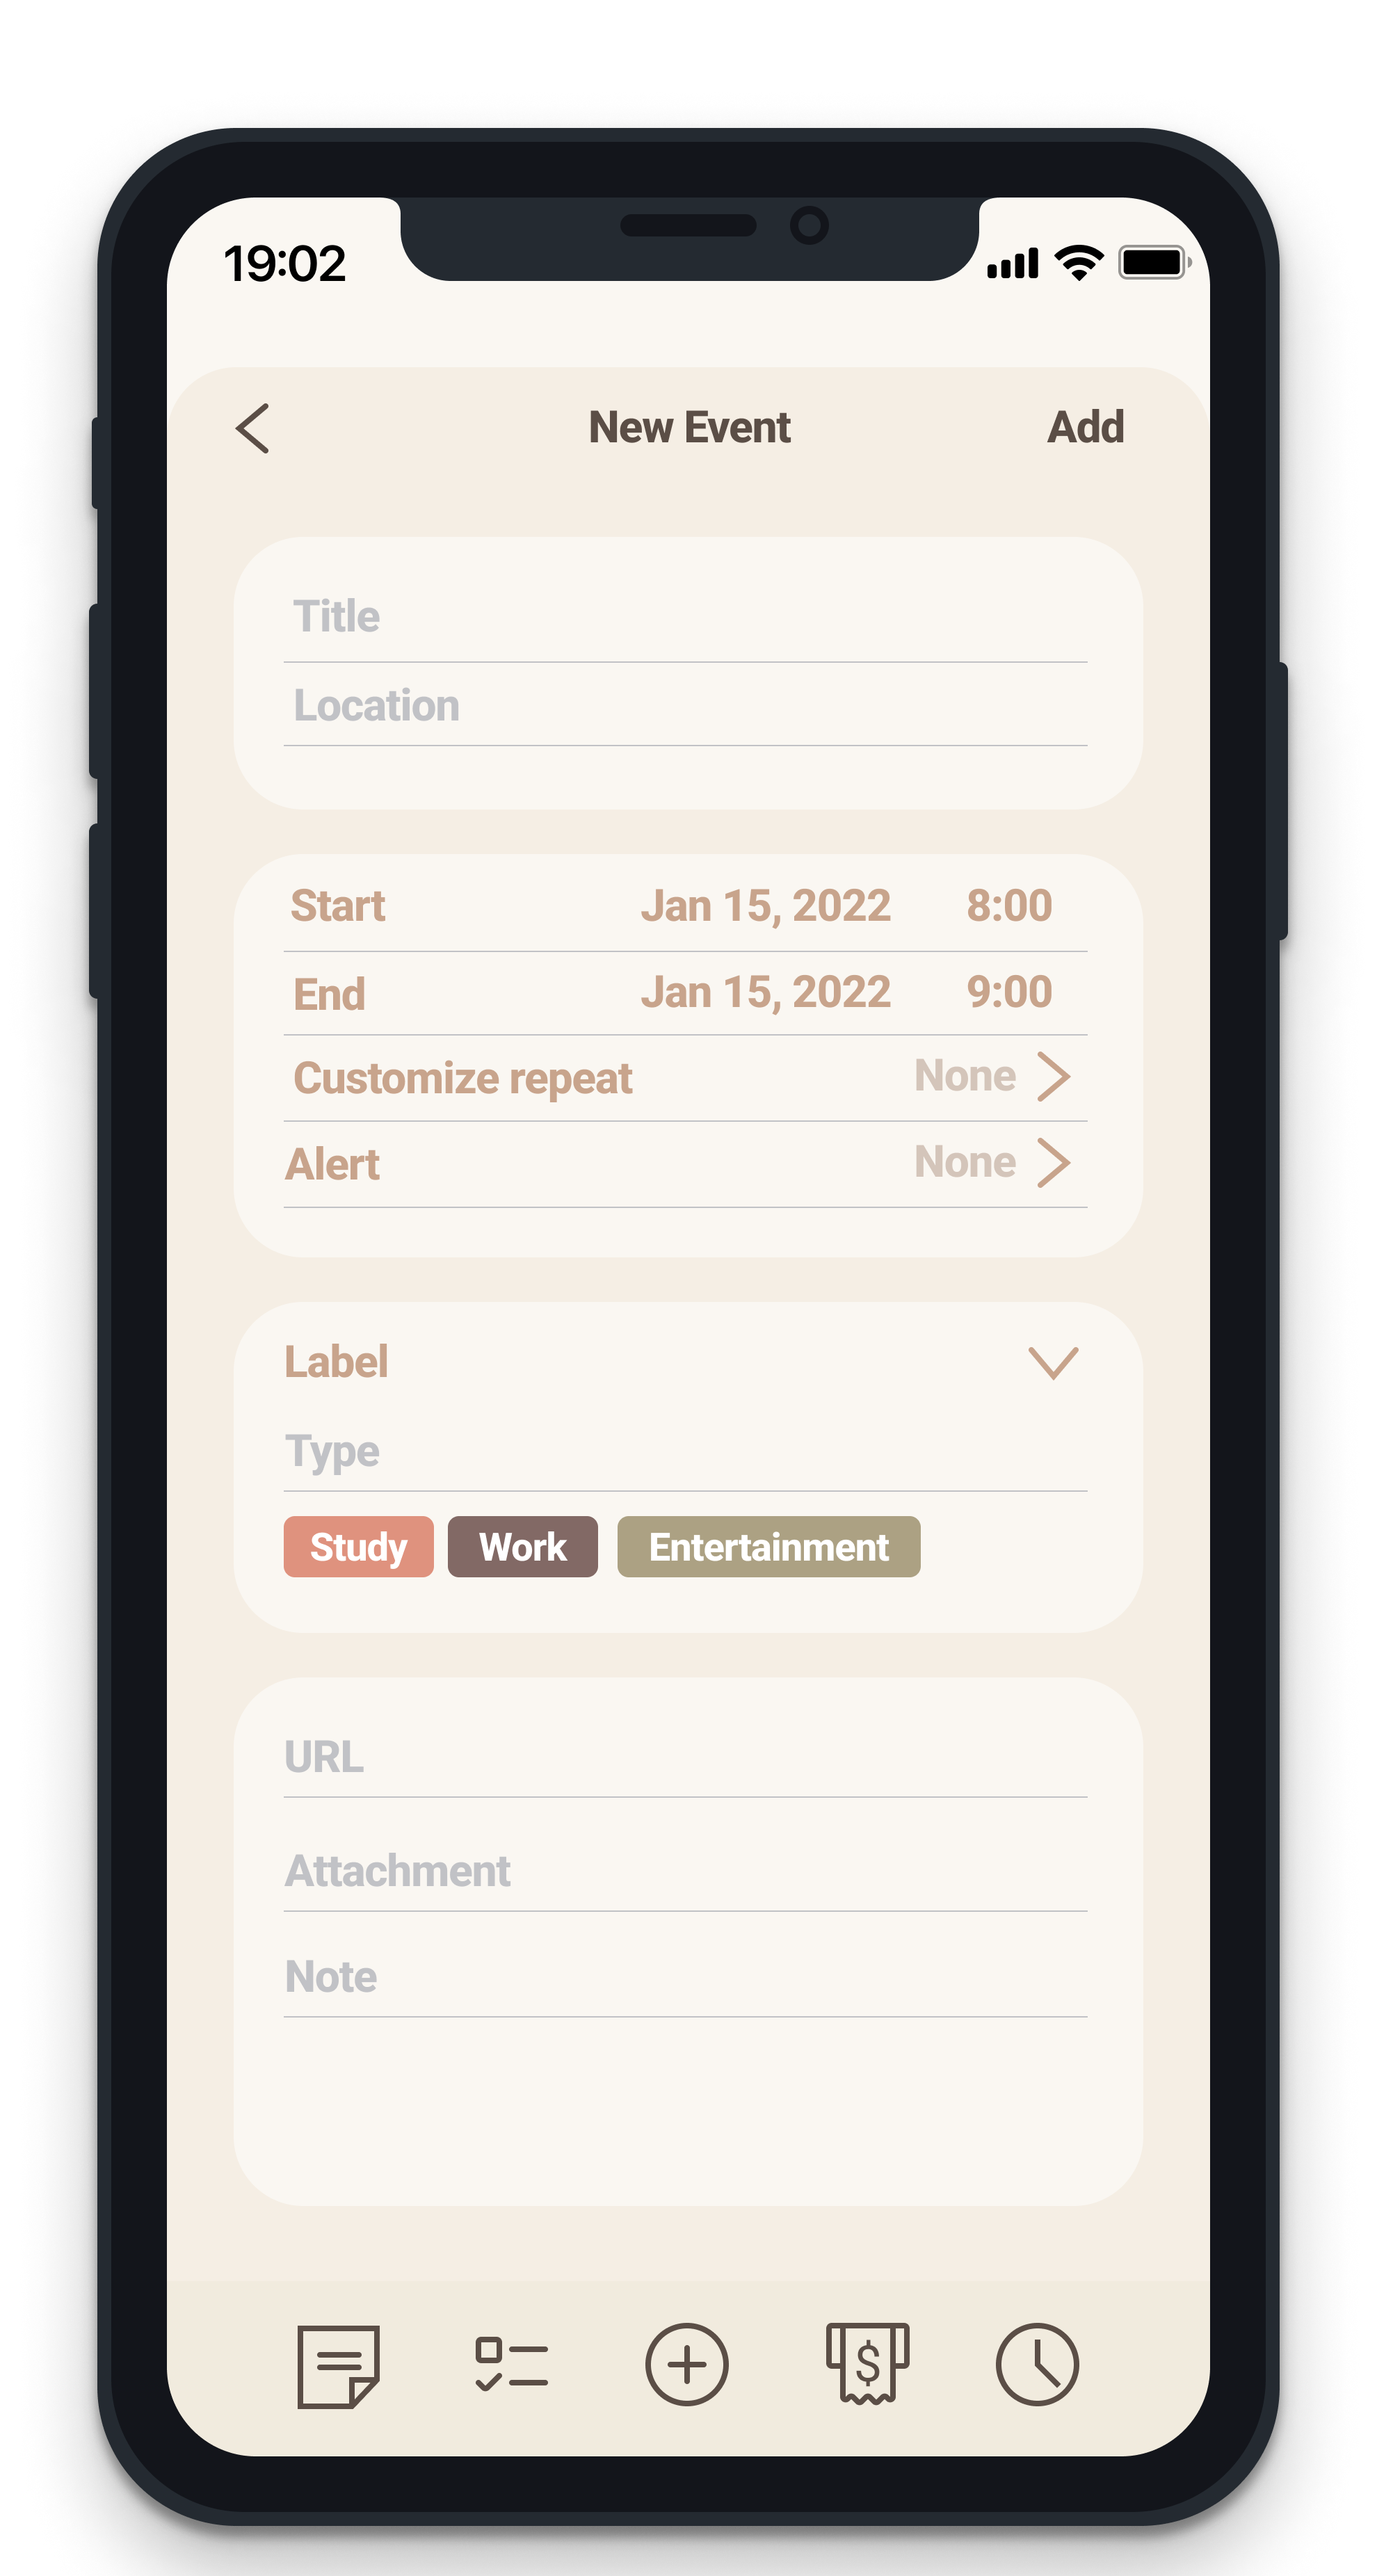 19:02
New Event Add
Title
Location
Start Jan 15, 2022 8:00
End Jan 15, 2022 9:00
Customize repeat None
Alert None
Label
Type
Study Work Entertainment
URL
Attachment
Note
$